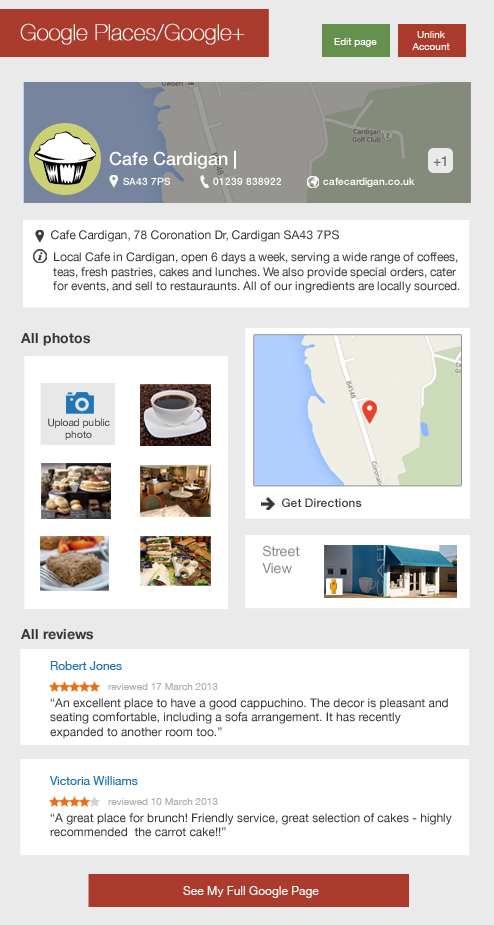 Google Places/Google+
Edit page
Unlink
Account
Cardigan
Golf Club
Cafe Cardigan |
+1
SA43 7PS
01239 838922
cafecardigan.co.uk
Cafe Cardigan, 78 Coronation Dr, Cardigan SA43 7PS
Local Cafe in Cardigan, open 6 days a week, serving a wide range of coffees,
teas, fresh pastries, cakes and lunches. We also provide special orders, cater
for events, and sell to restauraunts. All of our ingredients are locally sourced.
All photos
Upload public
photo
B4548
Get Directions
Street
View
All reviews
Robert Jones
reviewed 17 March 2013
“An excellent place to have a good cappuchino. The decor is pleasant and
seating comfortable, including a sofa arrangement. It has recently
expanded to another room too.”
Victoria Williams
reviewed 10 March 2013
“A great place for brunch! Friendly service, great selection of cakes - highly
recommended the carrot cake!!”
See My Full Google Page